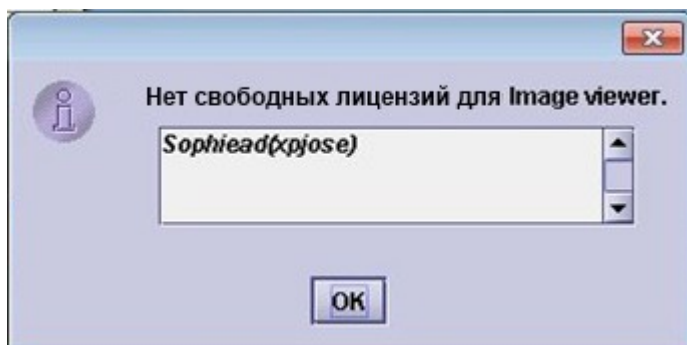 Нет свободных лицензий для Image viewer.
Sophiead(xpjose)
OK